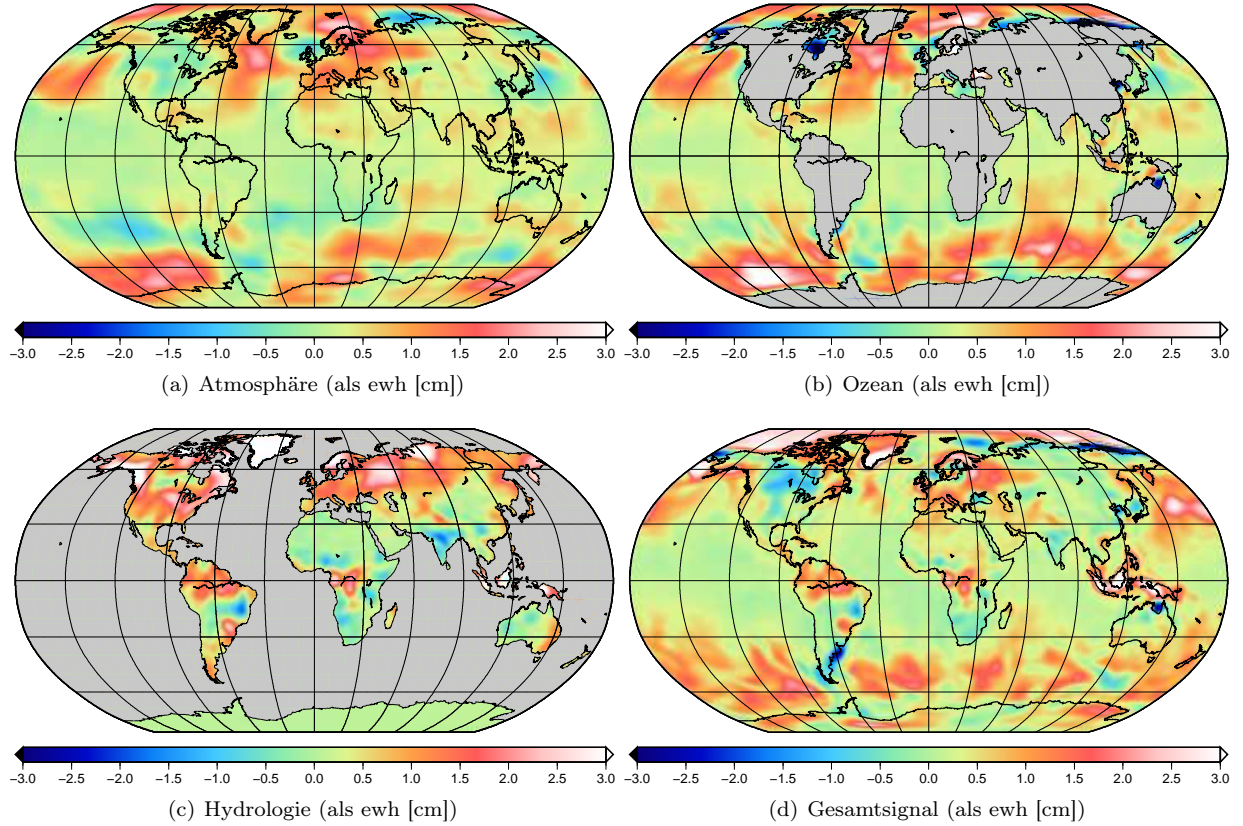 −3.0 −2.5 −2.0 −1.5 −1.0 −0.5 0.0 0.5 1.0 1.5 2.0 2.5 3.0
(a) Atmosphäre (als ewh [cm])
−3.0 −2.5 −2.0 −1.5 −1.0 −0.5 0.0 0.5 1.0 1.5 2.0 2.5 3.0
(b) Ozean (als ewh [cm])
−3.0 −2.5 −2.0 −1.5 −1.0 −0.5 0.0 0.5 1.0 1.5 2.0 2.5 3.0
(c) Hydrologie (als ewh [cm])
−3.0 −2.5 −2.0 −1.5 −1.0 −0.5 0.0 0.5 1.0 1.5 2.0 2.5 3.0
(d) Gesamtsignal (als ewh [cm])